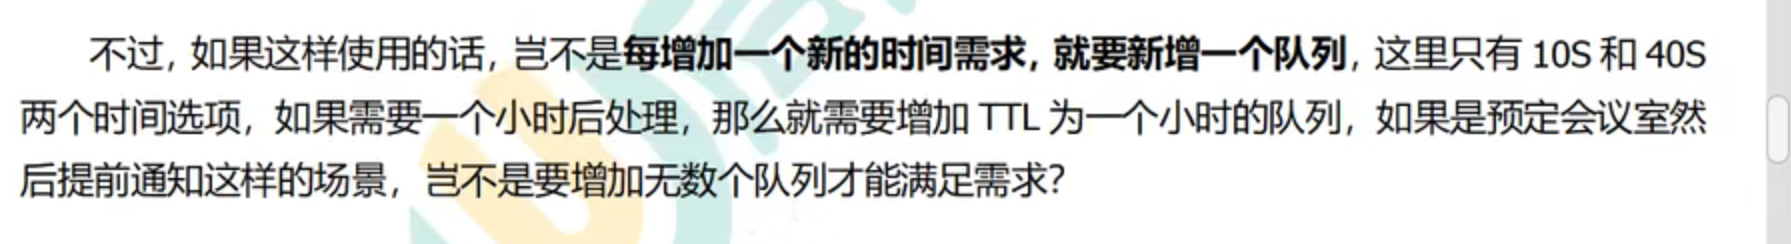 不过，如果这样使用的话，岂不是每增加一个新的时间需求，就要新增一个队列，这里只有 10S 和 40S
两个时间选项，如果需要一个小时后处理，那么就需要增加 TTL 为一个小时的队列，如果是预定会议室然
后提前通知这样的场景，岂不是要增加无数个队列才能满足需求？